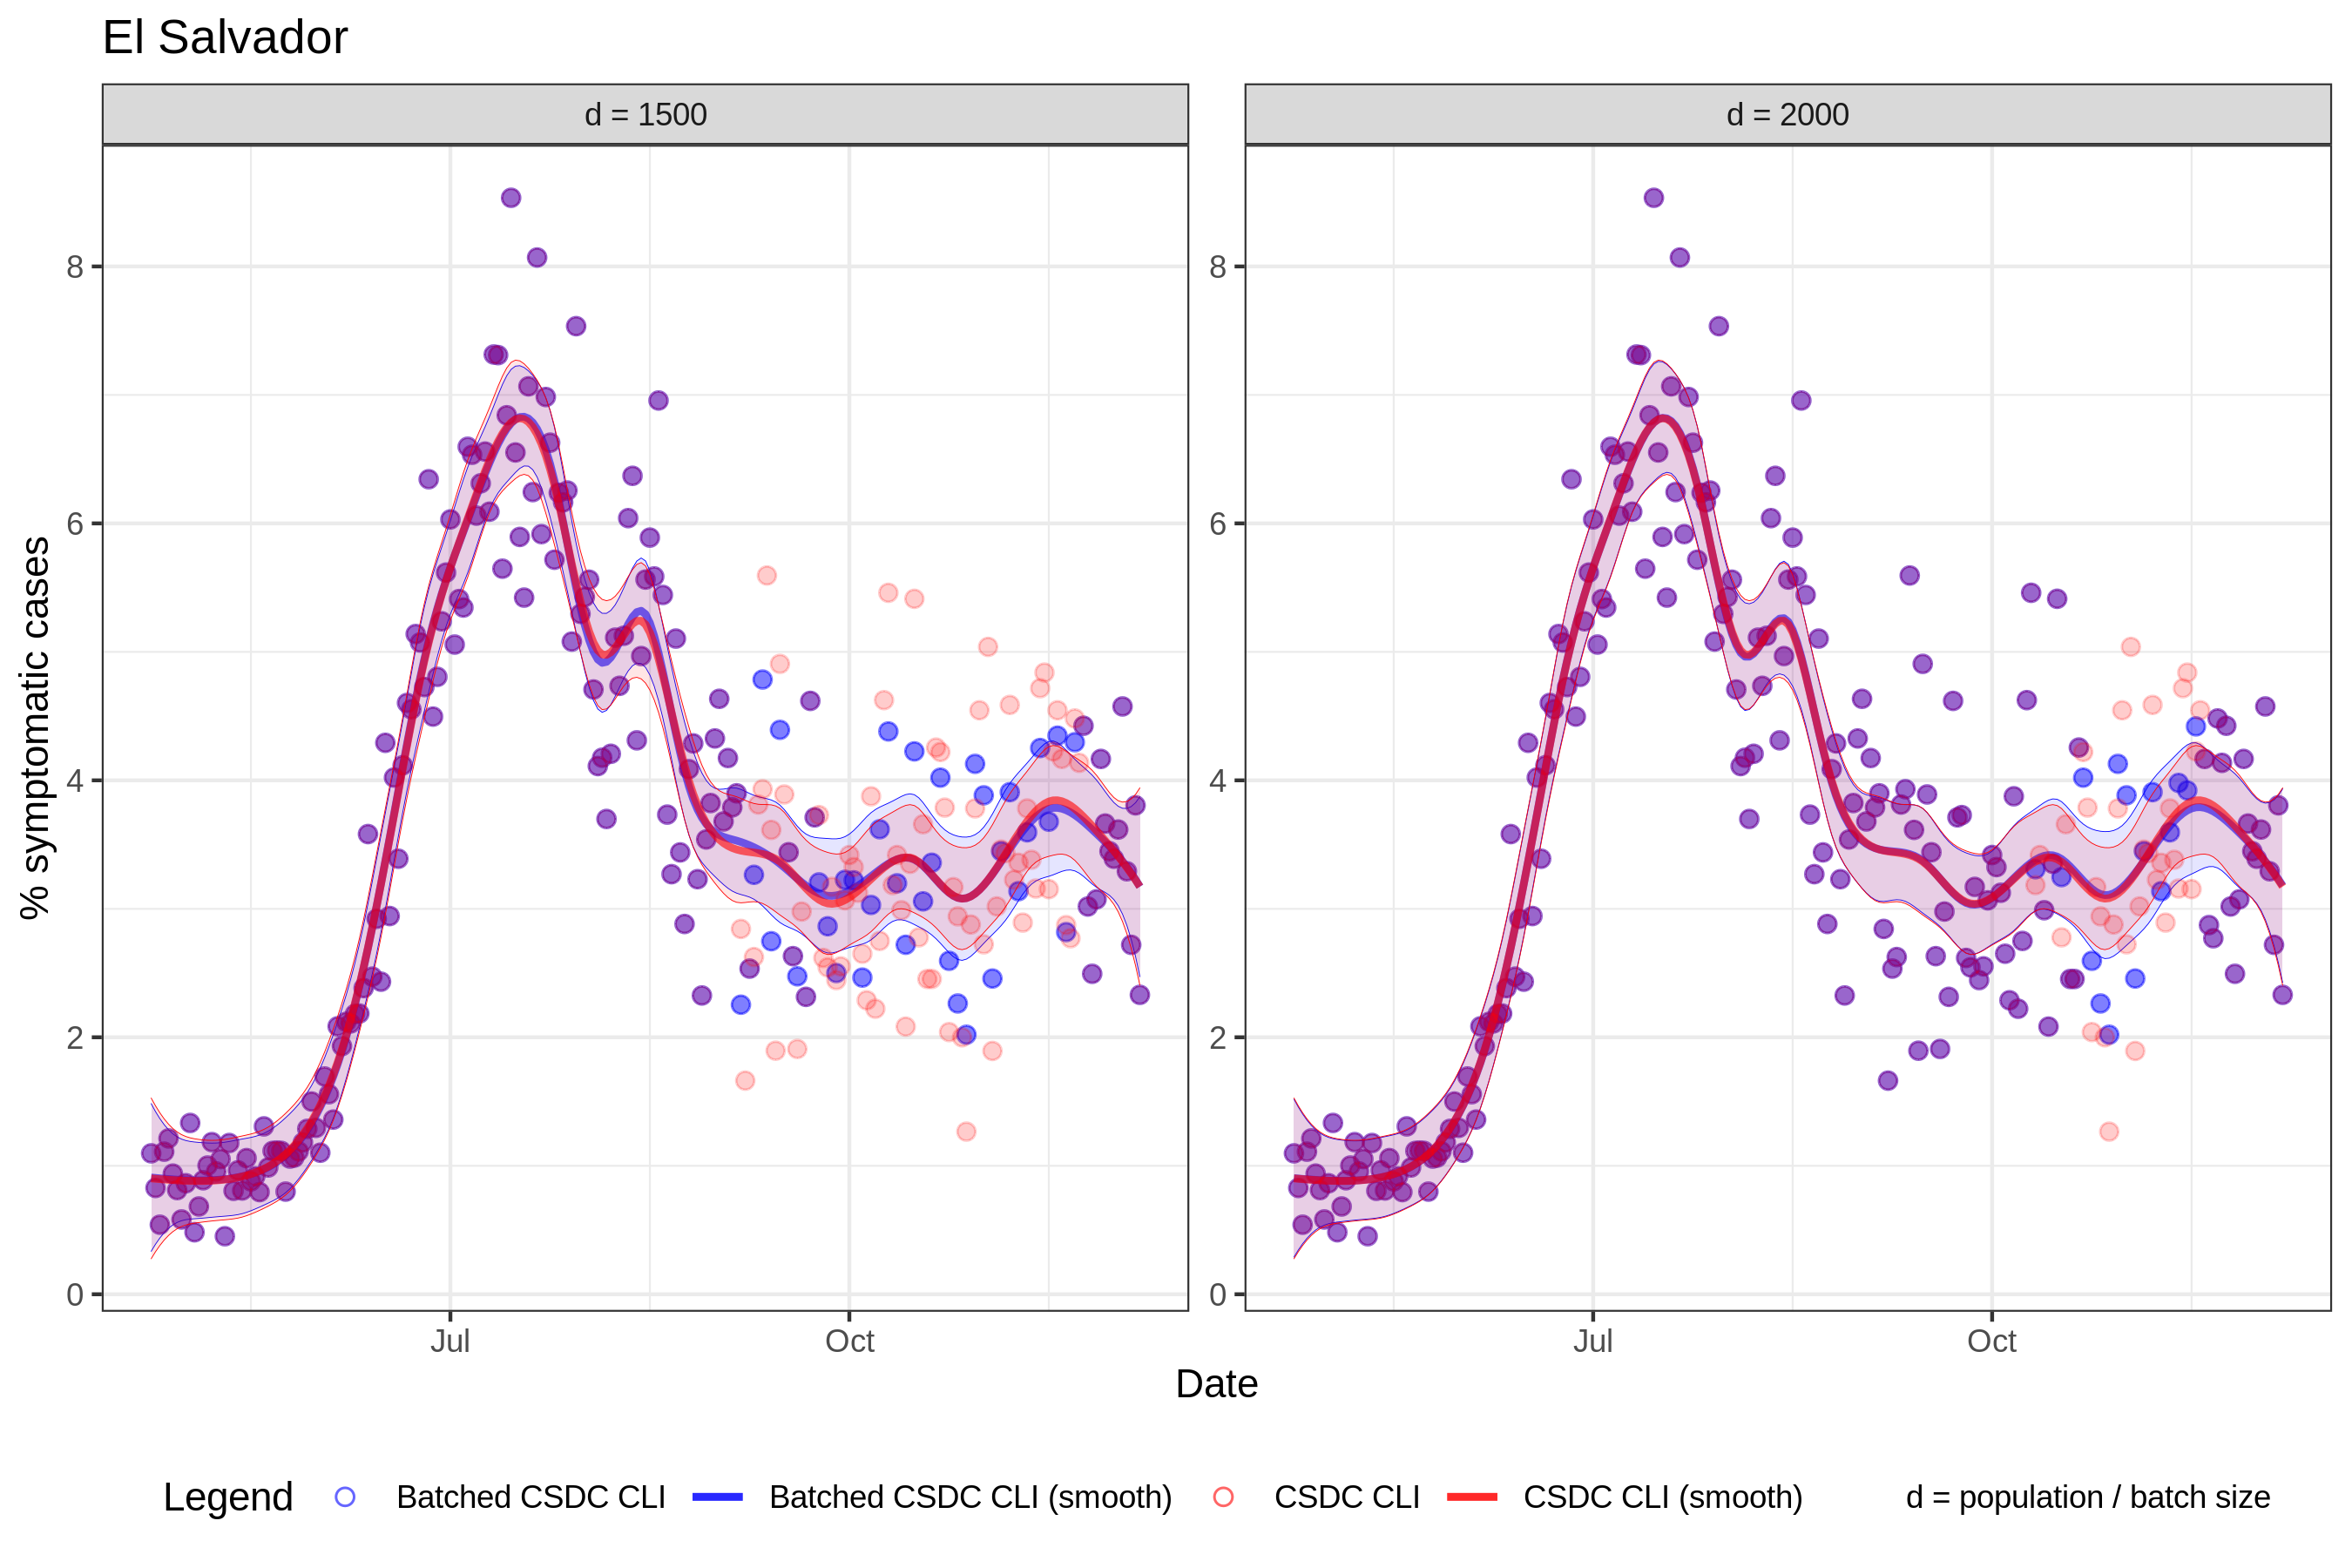 El Salvador
d = 1500
d = 2000
% symptomatic cases
8
6
4
2
0
8
6
4
2
0
Jul
Oct
Jul
Oct
Date
Legend
Batched CSDC CLI
Batched CSDC CLI (smooth)
CSDC CLI
CSDC CLI (smooth)
d = population / batch size